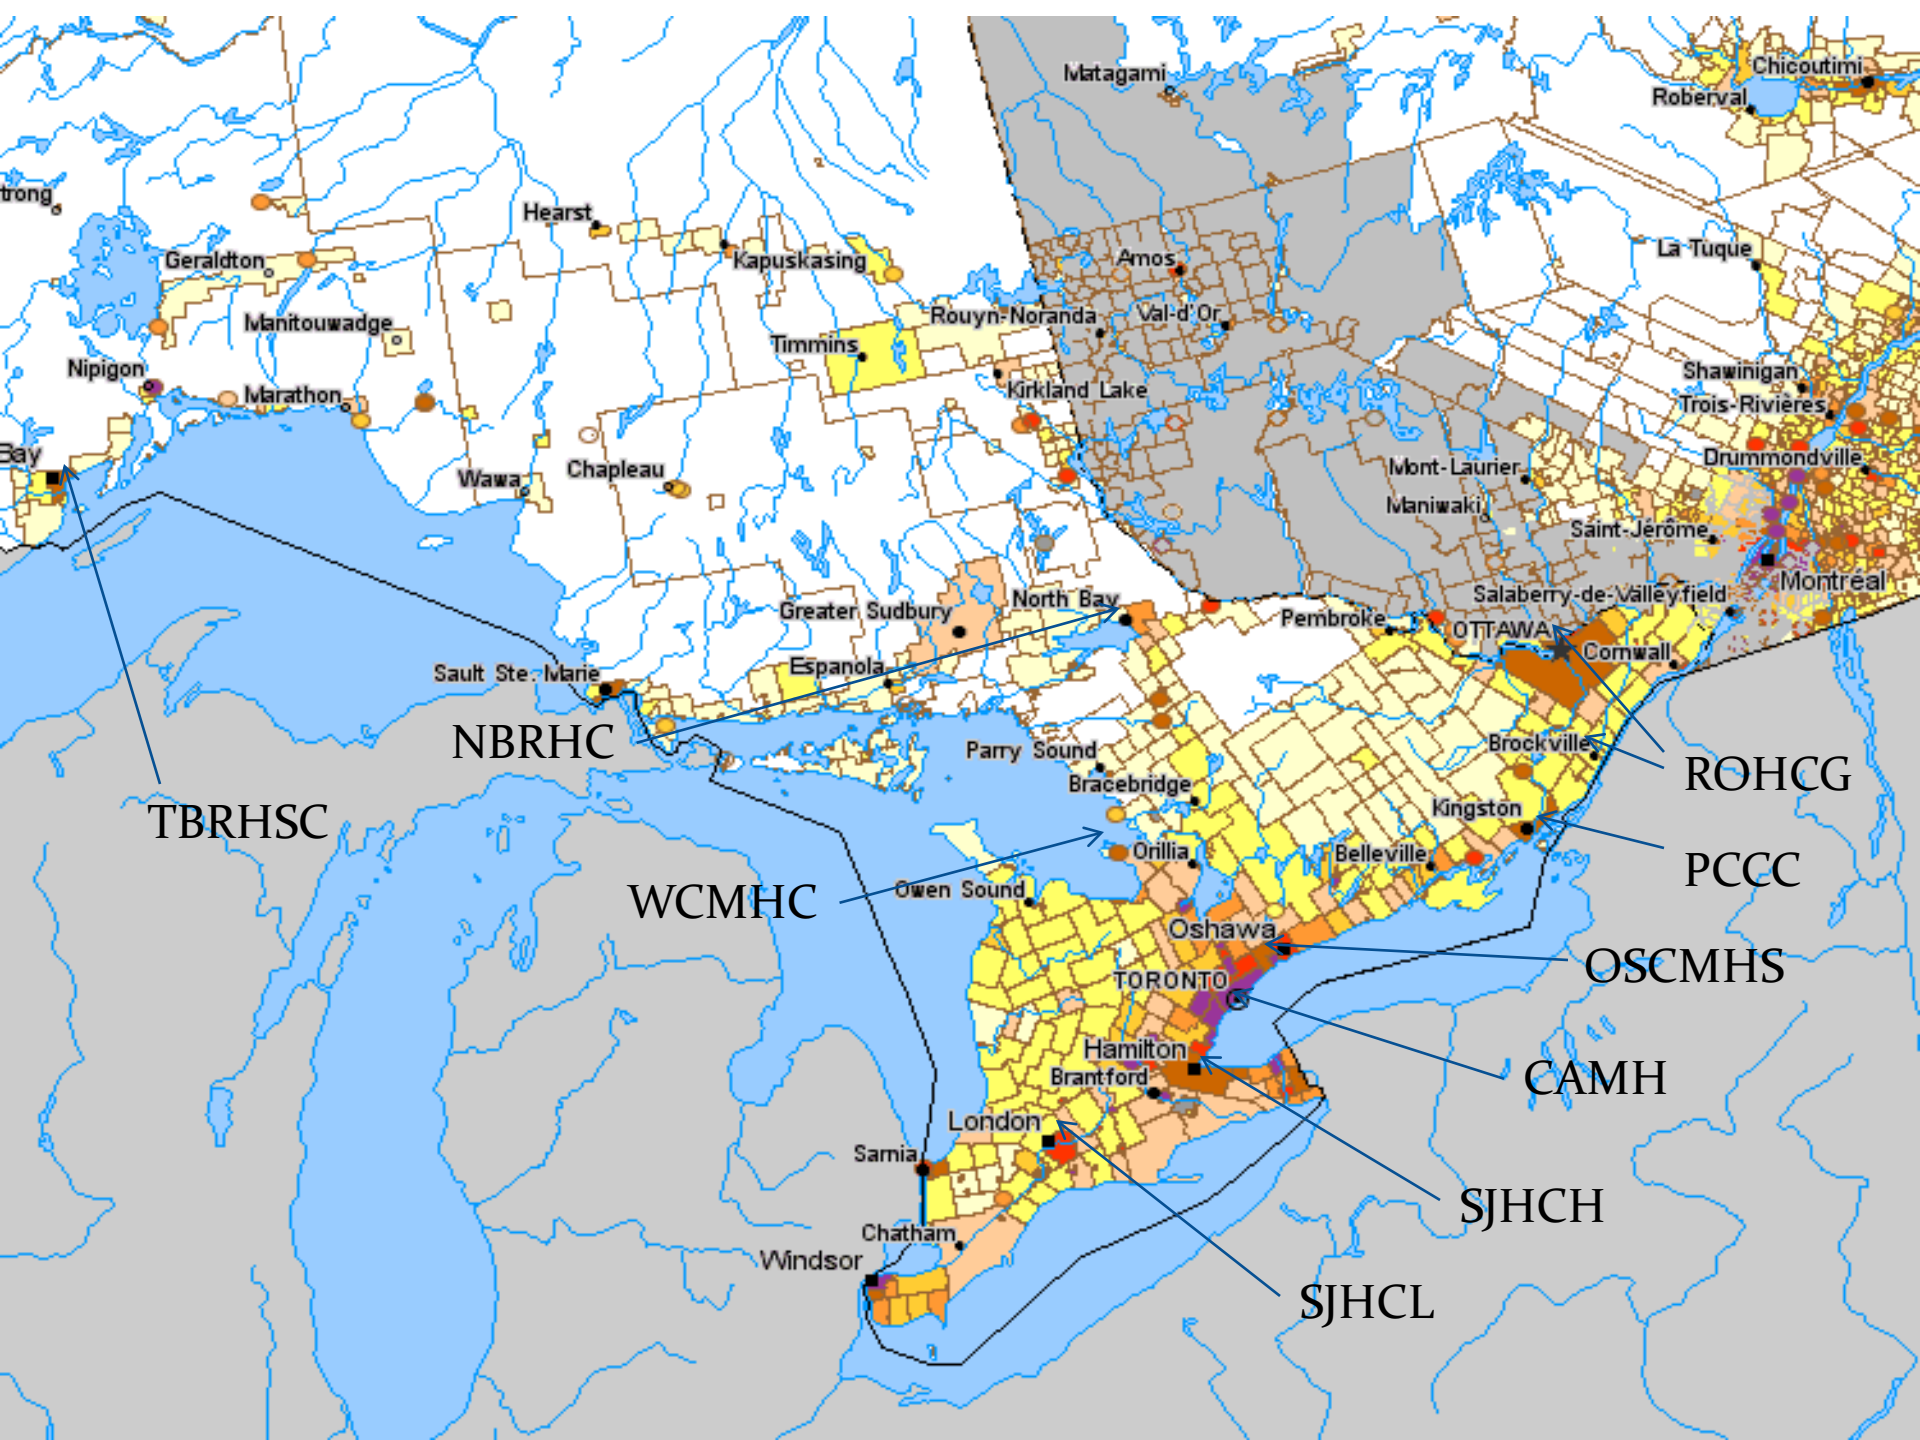 Matagami
Chicoutimi
Roberval
trong
Hearst
La Tuque
Geraldton
Kapuskasing
Amos
Manitouwadge
Rouyn-Noranda
Val-d'Or
Timmins
Nipigon
Shawinigan
Marathon
Kirkland Lake
Trois-Rivières
Bay
Drummondville
Wawa
Chapleau
Mont-Laurier
Maniwaki
Saint-Jérôme
Montréal
Salaberry-de-Valleyfield
Greater Sudbury
North Bay
Pembroke
OTTAWA
Cornwall
Sault Ste. Marie
Espanola
NBRHC
Parry Sound
Brockville
ROHCG
Bracebridge
TBRHSC
Kingston
Orillia
Belleville
PCCC
WCMHC
Owen Sound
Oshawa
OSCMHS
TORONTO
Hamilton
CAMH
Brantford
London
Sarnia
SJHCH
Chatham
Windsor
SJHCL